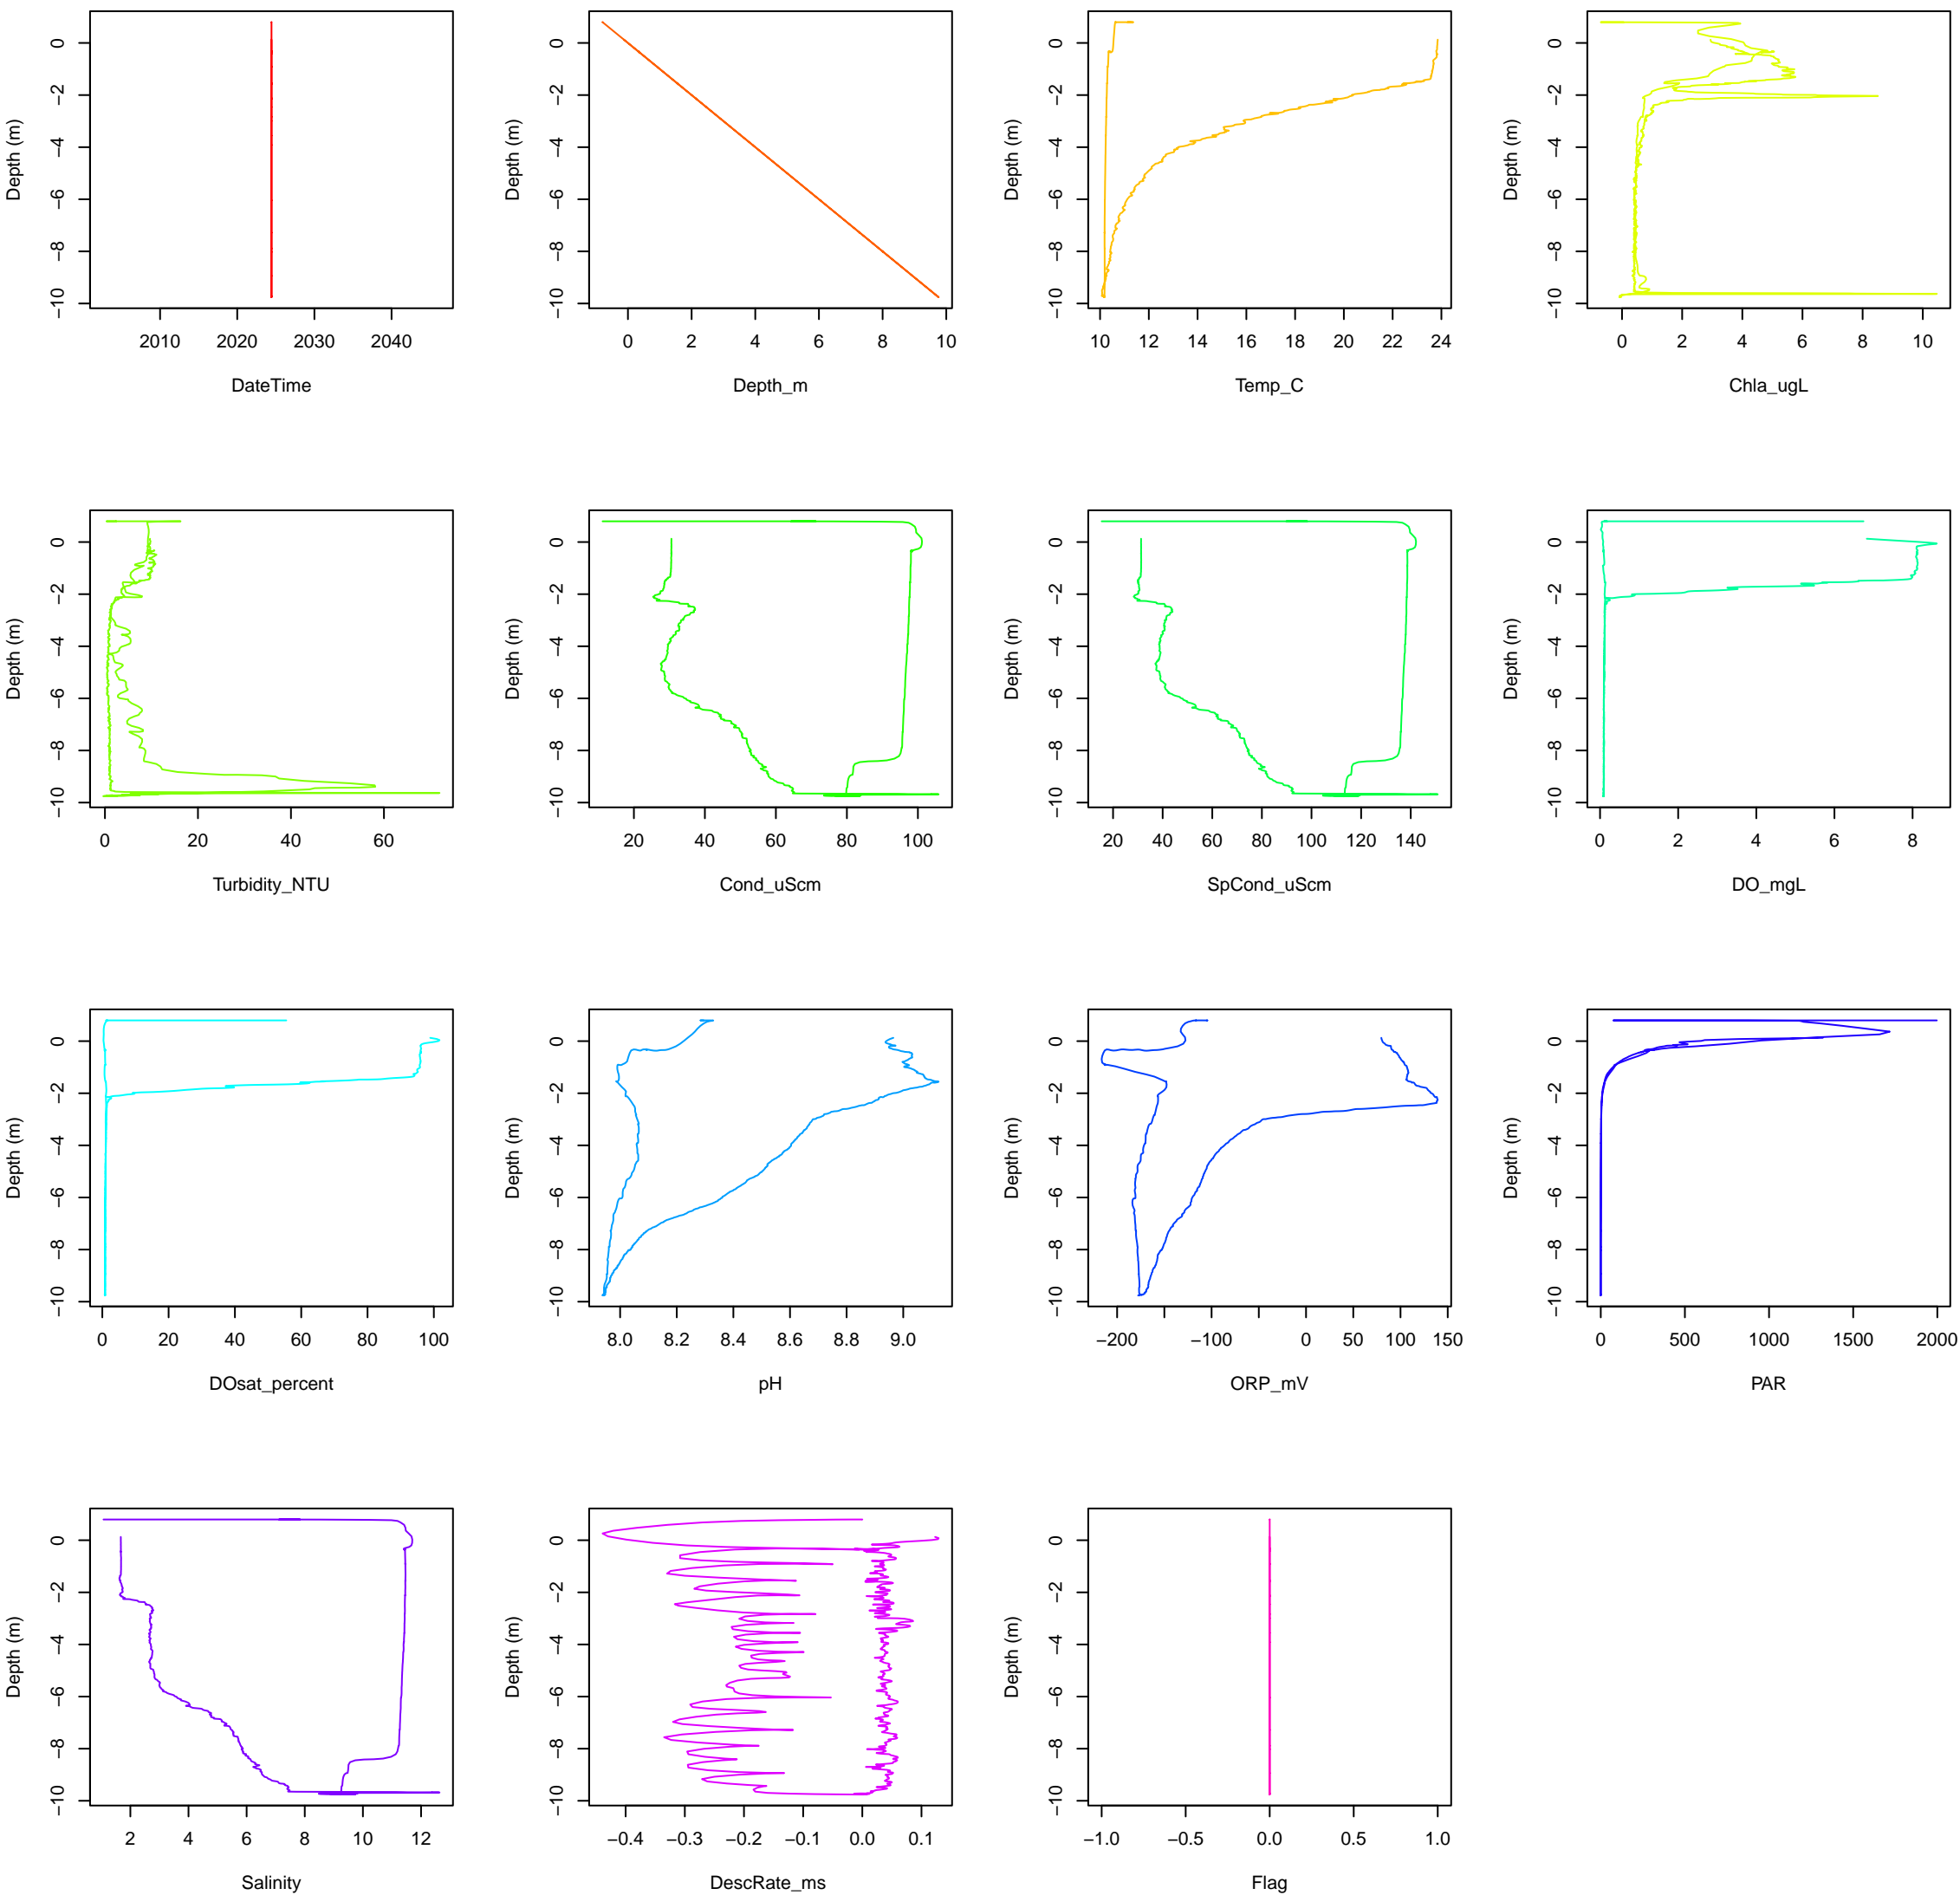 Depth (m)
0
−2
−4
−6
−8
−10
2010 2020 2030 2040
DateTime
Depth (m)
0
−2
−4
−6
−8
−10
0 2 4 6 8 10
Depth_m
Depth (m)
0
−2
−4
−6
−8
−10
10 12 14 16 18 20 22 24
Temp_C
Depth (m)
0
−2
−4
−6
−8
−10
0 2 4 6 8 10
Chla_ugL
Depth (m)
0
−2
−4
−6
−8
−10
0 20 40 60
Turbidity_NTU
Depth (m)
0
−2
−4
−6
−8
−10
20 40 60 80 100
Cond_uScm
Depth (m)
0
−2
−4
−6
−8
−10
20 40 60 80 100 120 140
SpCond_uScm
Depth (m)
0
−2
−4
−6
−8
−10
0 2 4 6 8
DO_mgL
Depth (m)
0
−2
−4
−6
−8
−10
0 20 40 60 80 100
DOsat_percent
Depth (m)
0
−2
−4
−6
−8
−10
8.0 8.2 8.4 8.6 8.8 9.0
pH
Depth (m)
0
−2
−4
−6
−8
−10
−200 −100 0 50 100 150
ORP_mV
Depth (m)
0
−2
−4
−6
−8
−10
0 500 1000 1500 2000
PAR
Depth (m)
0
−2
−4
−6
−8
−10
2 4 6 8 10 12
Salinity
Depth (m)
0
−2
−4
−6
−8
−10
−0.4 −0.3 −0.2 −0.1 0.0 0.1
DescRate_ms
Depth (m)
0
−2
−4
−6
−8
−10
−1.0 −0.5 0.0 0.5 1.0
Flag